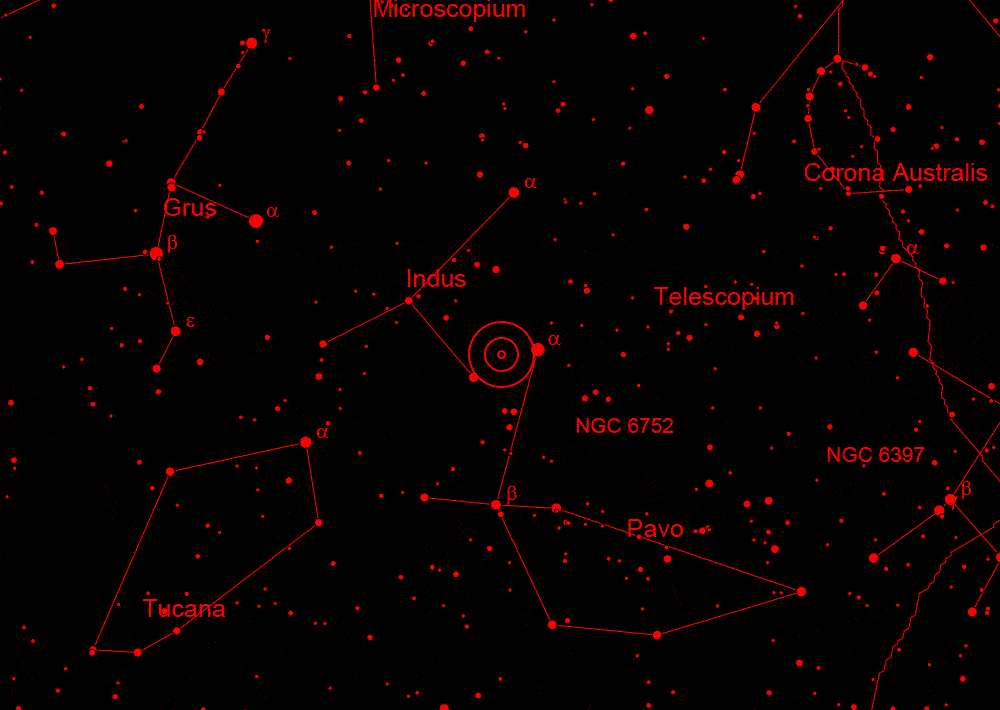 Microscopium
γ
Corona Australis
α
Grus
α
β
α
Indus
Telescopium
ε
α
NGC 6752
α
NGC 6397
β
β
Pavo
Tucana